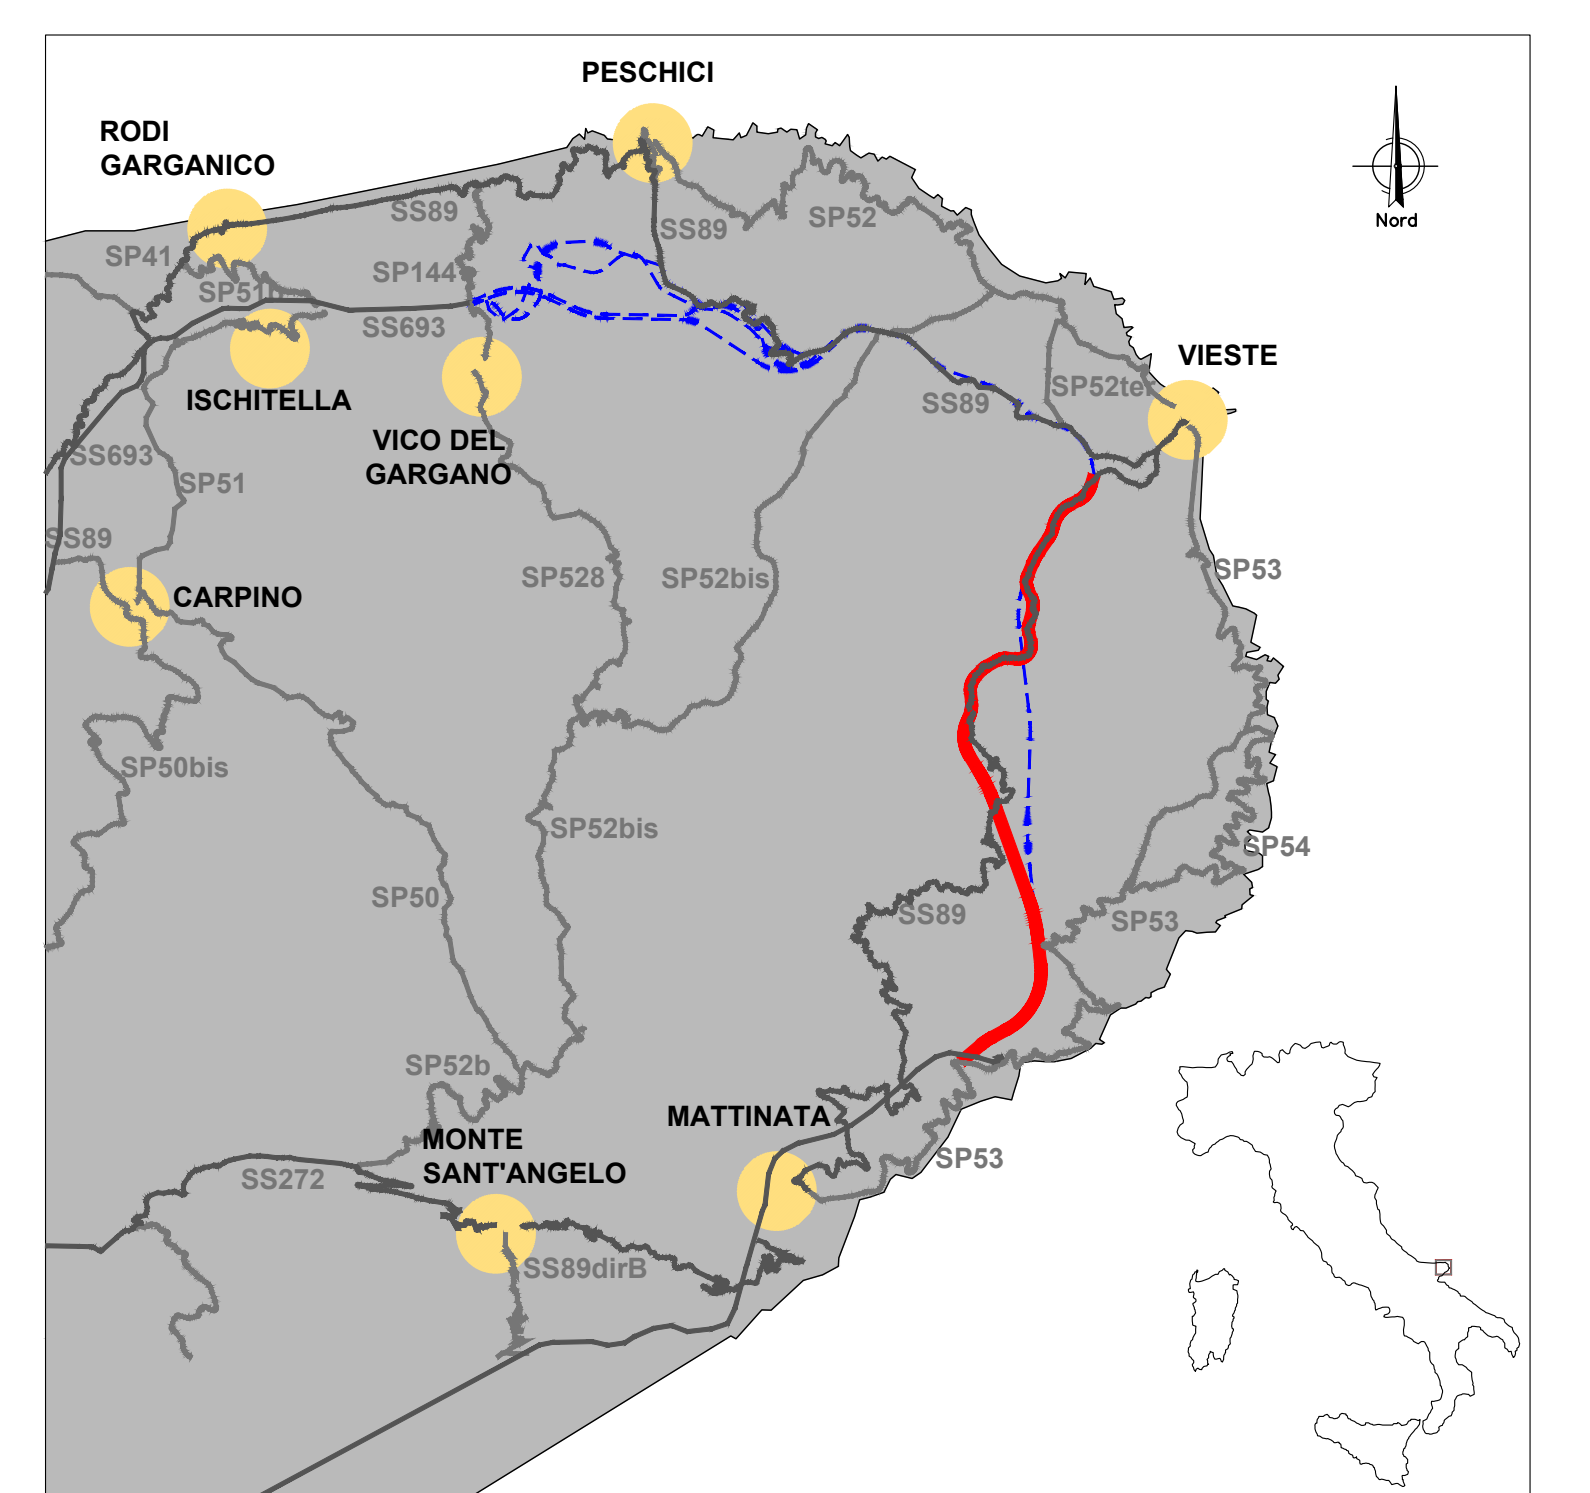 PESCHICI
RODI
GARGANICO
SS89
SP52
SS89
Nord
SP41
SP144
SS693
VIESTE
ISCHITELLA
SP52ter
SS89
VICO DEL
GARGANO
SS693
SP51
SS89
SP528
SP52bis
SP53
CARPINO
SP50bis
SP52bis
SP54
SP50
SS89
SP53
SP52b
MATTINATA
MONTE
SANT'ANGELO
SP53
SS272
SS89dirB